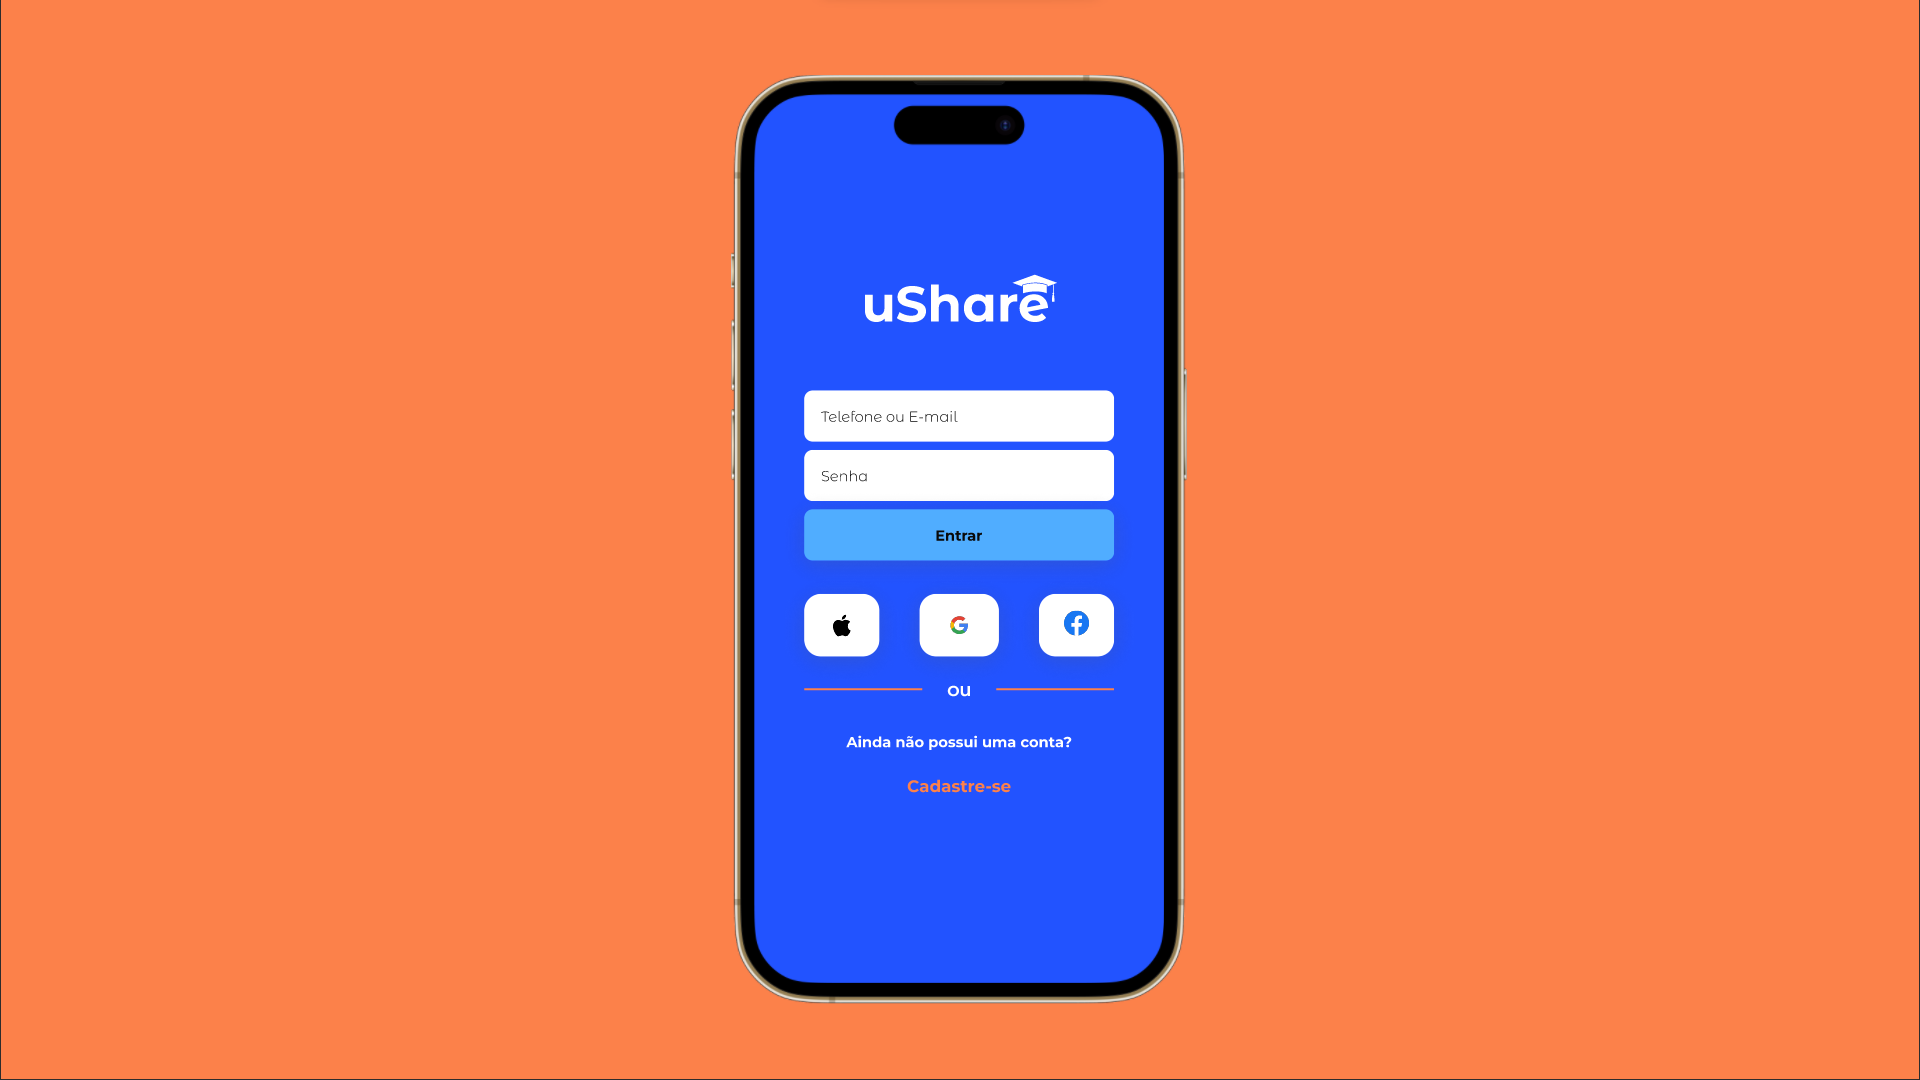 uShare
Telefone ou E-mail
Senha
Entrar
ou
Ainda não possui uma conta?
Cadastre-se